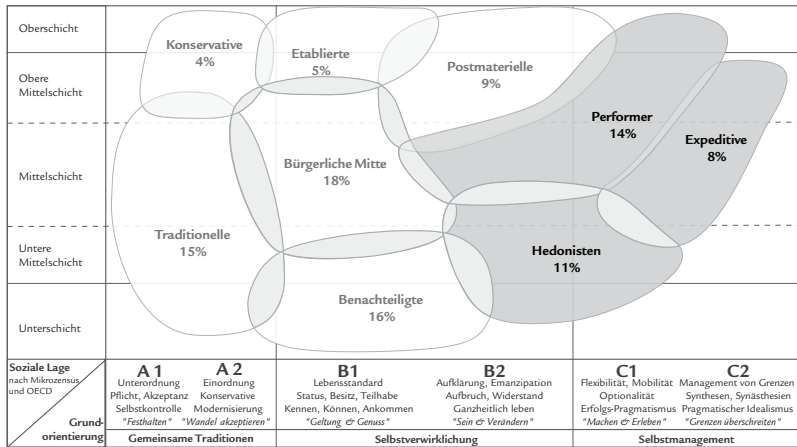 Oberschicht
Konservative
4%
Etablierte
5%
Postmaterielle
9%
Obere
Mittelschicht
Performer
14%
Expeditive
8%
Mittelschicht
Bürgerliche Mitte
18%
Traditionelle
15%
Untere
Mittelschicht
Hedonisten
11%
Benachteiligte
16%
Unterschicht
Soziale Lage
nach Mikrozensus
und OECD
Grund-
orientierung
A 1
Unterordnung
Pflicht, Akzeptanz
Selbstkontrolle
"Festhalten"
A 2
Einordnung
Konservative
Modernisierung
"Wandel akzeptieren"
B1
Lebensstandard
Status, Besitz, Teilhabe
Kennen, Können, Ankommen
"Geltung & Genuss"
B2
Aufklärung, Emanzipation
Aufbruch, Widerstand
Ganzheitlich leben
"Sein & Verändern"
C1
Flexibilität, Mobilität
Optionalität
Erfolgs-Pragmatismus
"Machen & Erleben"
C2
Management von Grenzen
Synthesen, Synästhesien
Pragmatischer Idealismus
"Grenzen überschreiten"
Gemeinsame Traditionen
Selbstverwirklichung
Selbstmanagement